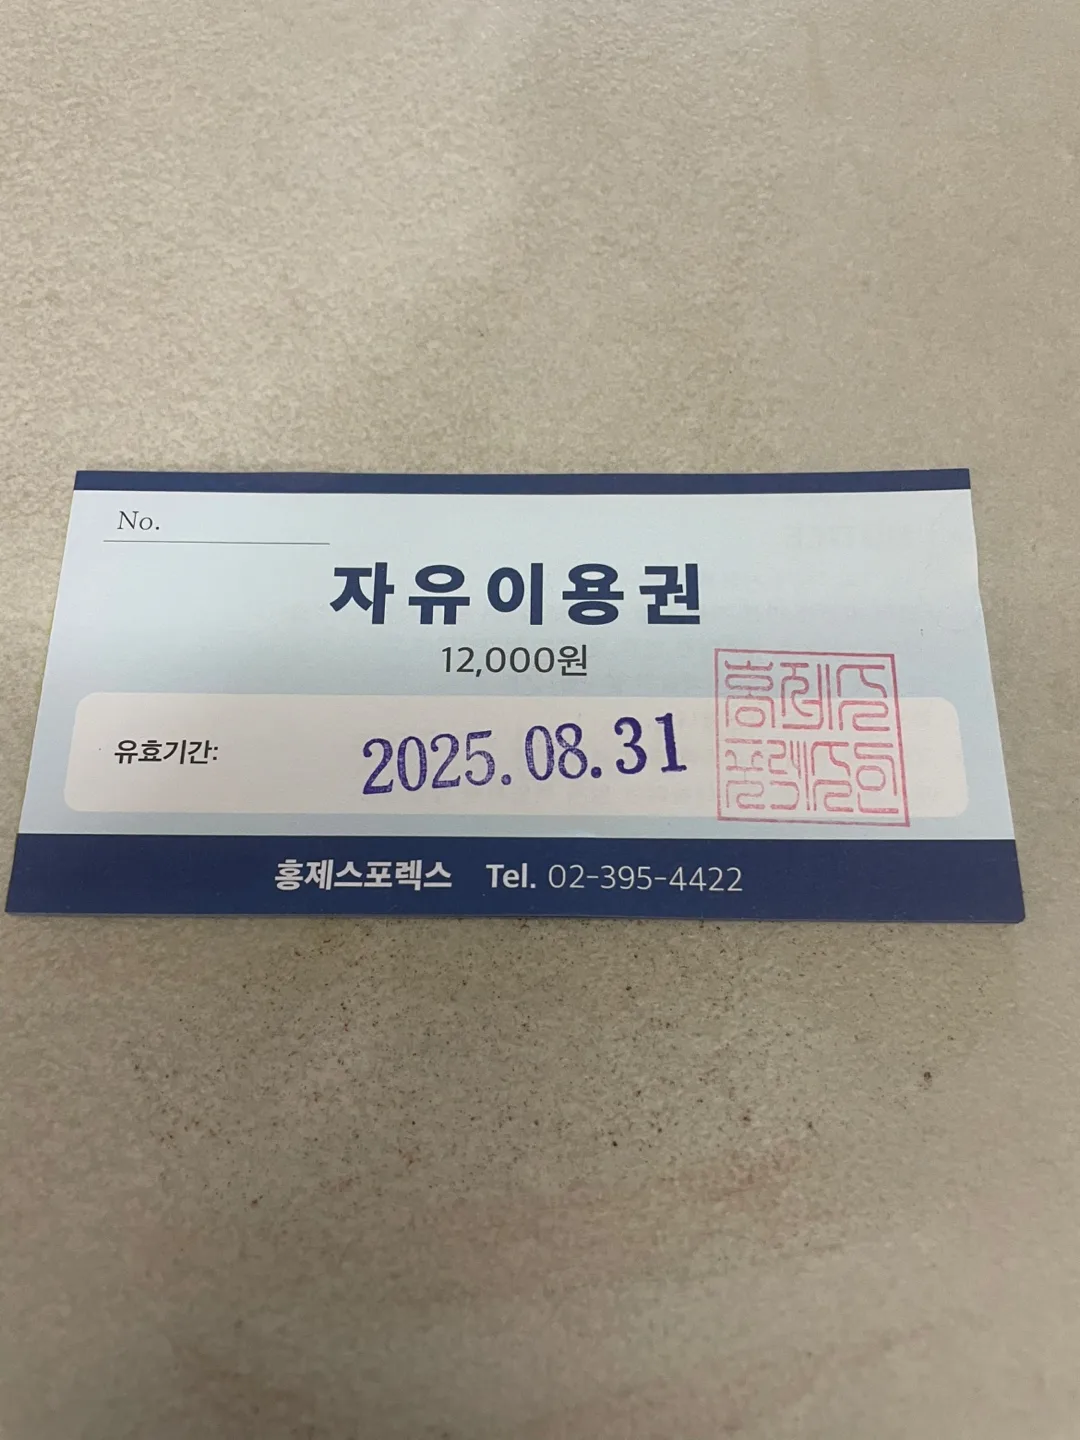 No.
자유이용권
12,000원
유효기간: 2025.08.31
홍제스포렉스 Tel. 02-395-4422